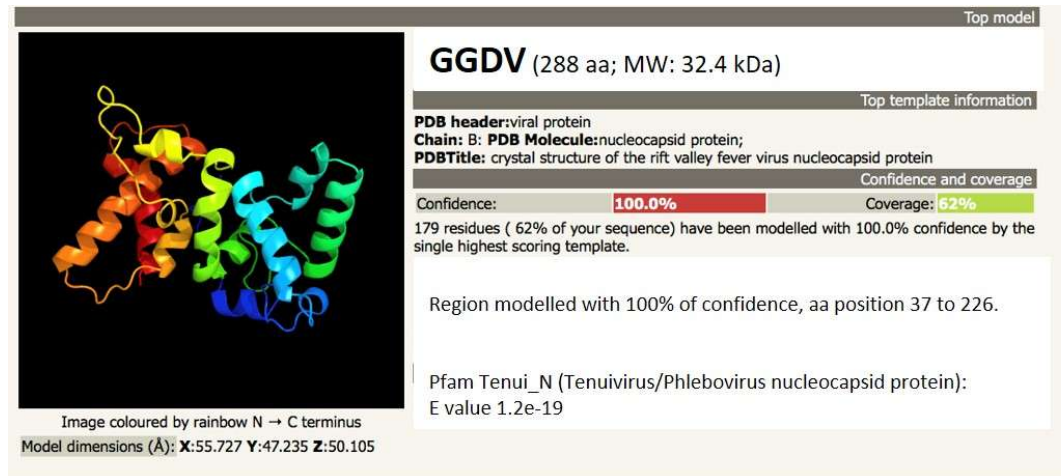 Top model
GGDV (288 aa; MW: 32.4 kDa)
Top template information
PDB header:viral protein
Chain: B: PDB Molecule:nucleocapsid protein;
PDBTitle: crystal structure of the rift valley fever virus nucleocapsid protein
Confidence and coverage
Confidence: 100.0% Coverage: 62%
179 residues ( 62% of your sequence) have been modelled with 100.0% confidence by the
single highest scoring template.
Region modelled with 100% of confidence, aa position 37 to 226.
Pfam Tenui_N (Tenuivirus/Phlebovirus nucleocapsid protein):
E value 1.2e-19
Image coloured by rainbow N → C terminus
Model dimensions (Å): X:55.727 Y:47.235 Z:50.105